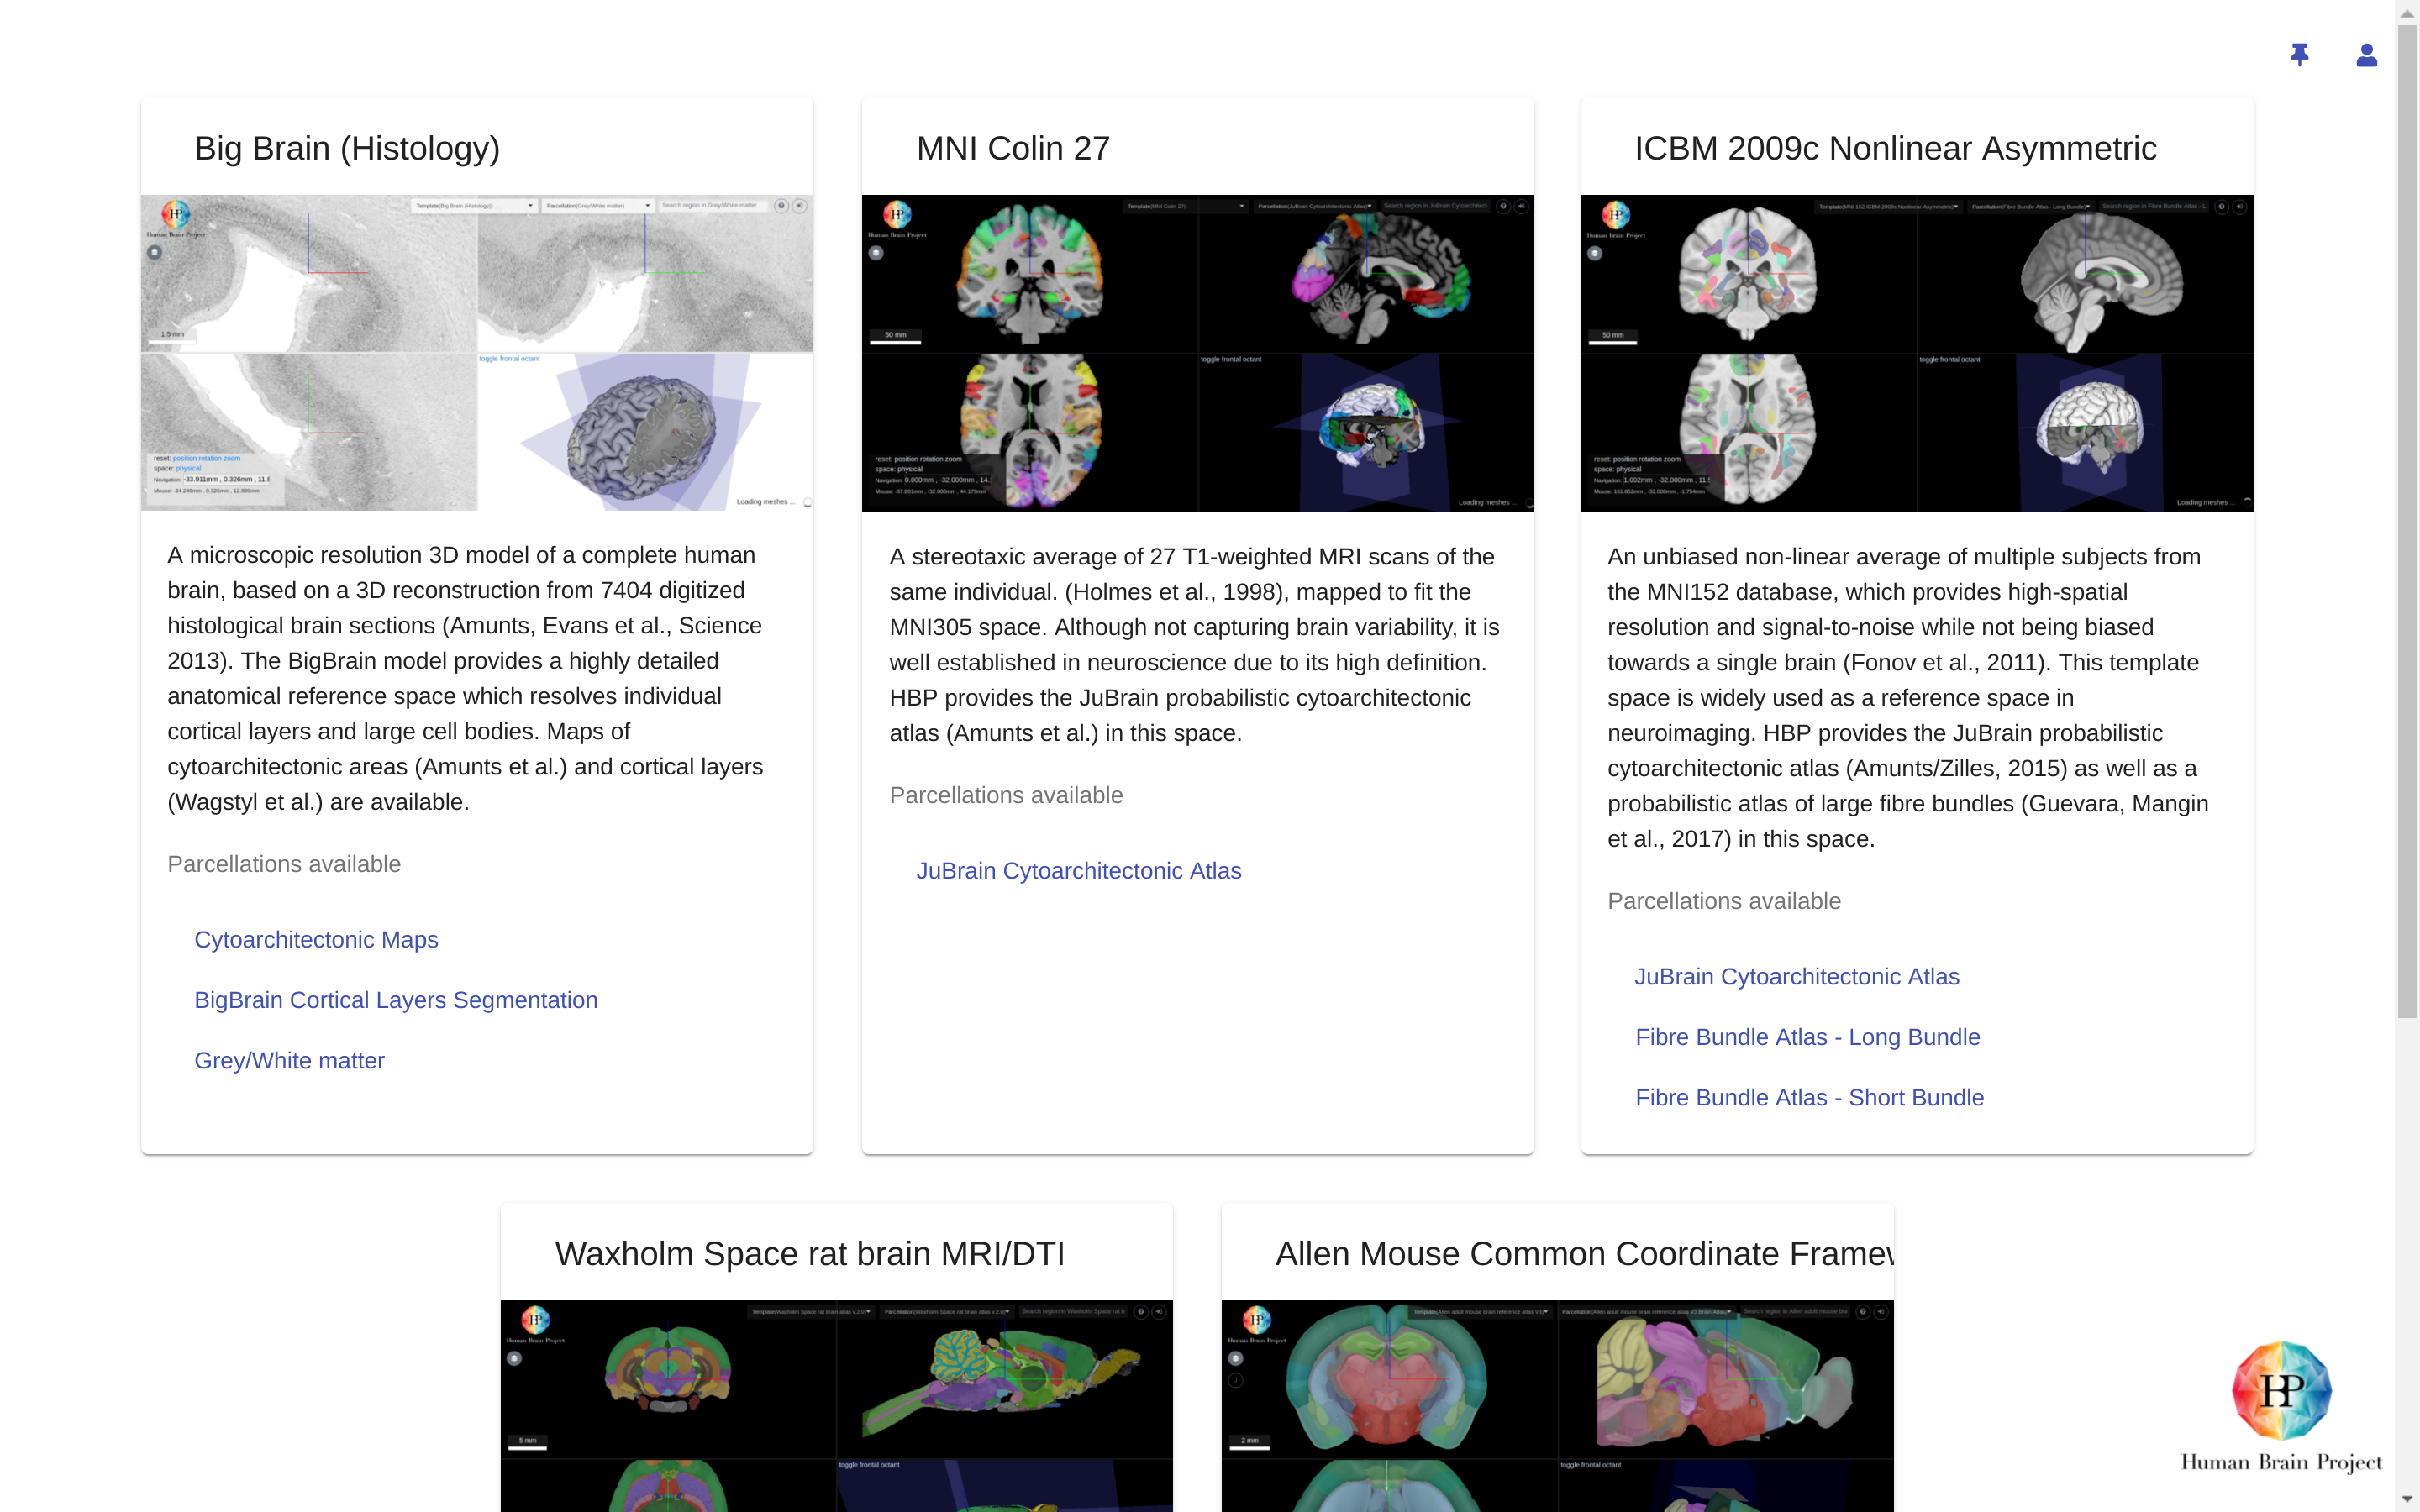 Big Brain (Histology)
Human Brain Project
Template(Big Brain (Histology))
Parcellation(Grey/White matter)
Search region in Grey/White matter
1.5 mm
toggle frontal octant
reset: position rotation zoom
space: physical
Navigation: -33.911mm , 0.326mm , 11.8
Mouse: -34.246mm , 0.326mm , 12.889mm
Loading meshes ...
A microscopic resolution 3D model of a complete human
brain, based on a 3D reconstruction from 7404 digitized
histological brain sections (Amunts, Evans et al., Science
2013). The BigBrain model provides a highly detailed
anatomical reference space which resolves individual
cortical layers and large cell bodies. Maps of
cytoarchitectonic areas (Amunts et al.) and cortical layers
(Wagstyl et al.) are available.
Parcellations available
Cytoarchitectonic Maps
BigBrain Cortical Layers Segmentation
Grey/White matter
MNI Colin 27
Human Brain Project
Template(MNI Colin 27)
Parcellation(JuBrain Cytoarchitectonic Atlas)
Search region in JuBrain Cytoarchitect
50 mm
toggle frontal octant
reset: position rotation zoom
space: physical
Navigation: 0.000mm , -32.000mm , 14.
Mouse: -37.801mm , -32.000mm , 44.179mm
Loading meshes ...
A stereotaxic average of 27 T1-weighted MRI scans of the
same individual. (Holmes et al., 1998), mapped to fit the
MNI305 space. Although not capturing brain variability, it is
well established in neuroscience due to its high definition.
HBP provides the JuBrain probabilistic cytoarchitectonic
atlas (Amunts et al.) in this space.
Parcellations available
JuBrain Cytoarchitectonic Atlas
ICBM 2009c Nonlinear Asymmetric
Human Brain Project
Template(MNI 152 ICBM 2009c Nonlinear Asymmetric)
Parcellation(Fibre Bundle Atlas - Long Bundle)
Search region in Fibre Bundle Atlas - L
50 mm
toggle frontal octant
reset: position rotation zoom
space: physical
Navigation: 1.002mm , -32.000mm , 11.
Mouse: 161.852mm , -32.000mm , -1.754mm
Loading meshes ...
An unbiased non-linear average of multiple subjects from
the MNI152 database, which provides high-spatial
resolution and signal-to-noise while not being biased
towards a single brain (Fonov et al., 2011). This template
space is widely used as a reference space in
neuroimaging. HBP provides the JuBrain probabilistic
cytoarchitectonic atlas (Amunts/Zilles, 2015) as well as a
probabilistic atlas of large fibre bundles (Guevara, Mangin
et al., 2017) in this space.
Parcellations available
JuBrain Cytoarchitectonic Atlas
Fibre Bundle Atlas - Long Bundle
Fibre Bundle Atlas - Short Bundle
Waxholm Space rat brain MRI/DTI
Human Brain Project
Template(Waxholm Space rat brain atlas v.2.0)
Parcellation(Waxholm Space rat brain atlas v.2.0)
Search region in Waxholm Space rat b
5 mm
toggle frontal octant
Allen Mouse Common Coordinate Framew
Human Brain Project
Template(Allen adult mouse brain reference atlas V3)
Parcellation(Allen adult mouse brain reference atlas V3 Brain Atlas)
Search region in Allen adult mouse bra
2 mm
toggle frontal octant
Human Brain Project